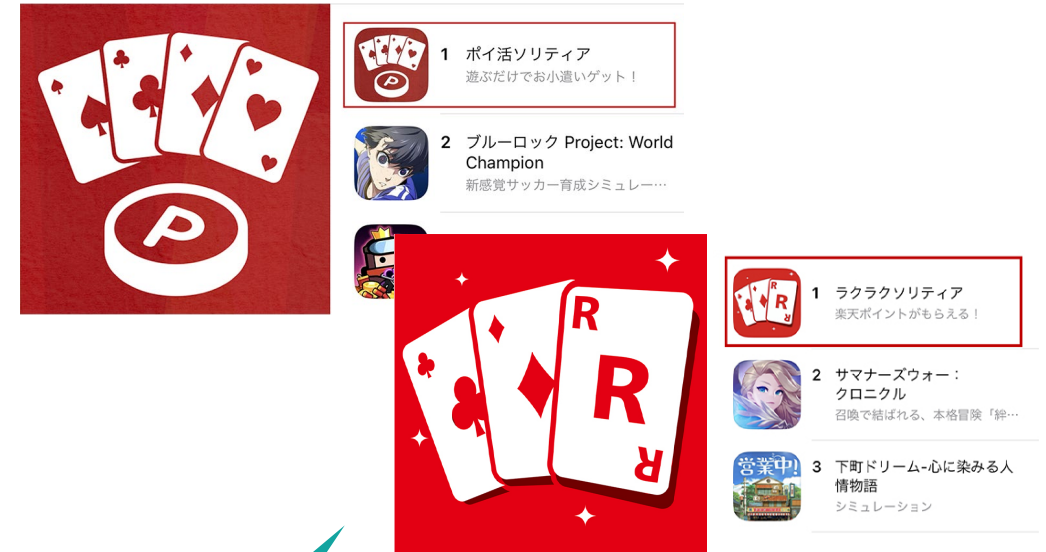 P
1 ポイ活ソリティア
遊ぶだけでお小遣いゲット！
P
2 ブルーロック Project: World
Champion
新感覚サッカー育成シミュレー…
R
R
R
1 ラクラクソリティア
楽天ポイントがもらえる！
R
R
R
2 サマナーズウォー：
クロニクル
召喚で結ばれる、本格冒険「絆…
営業中!
3 下町ドリーム-心に染みる人
情物語
シミュレーション